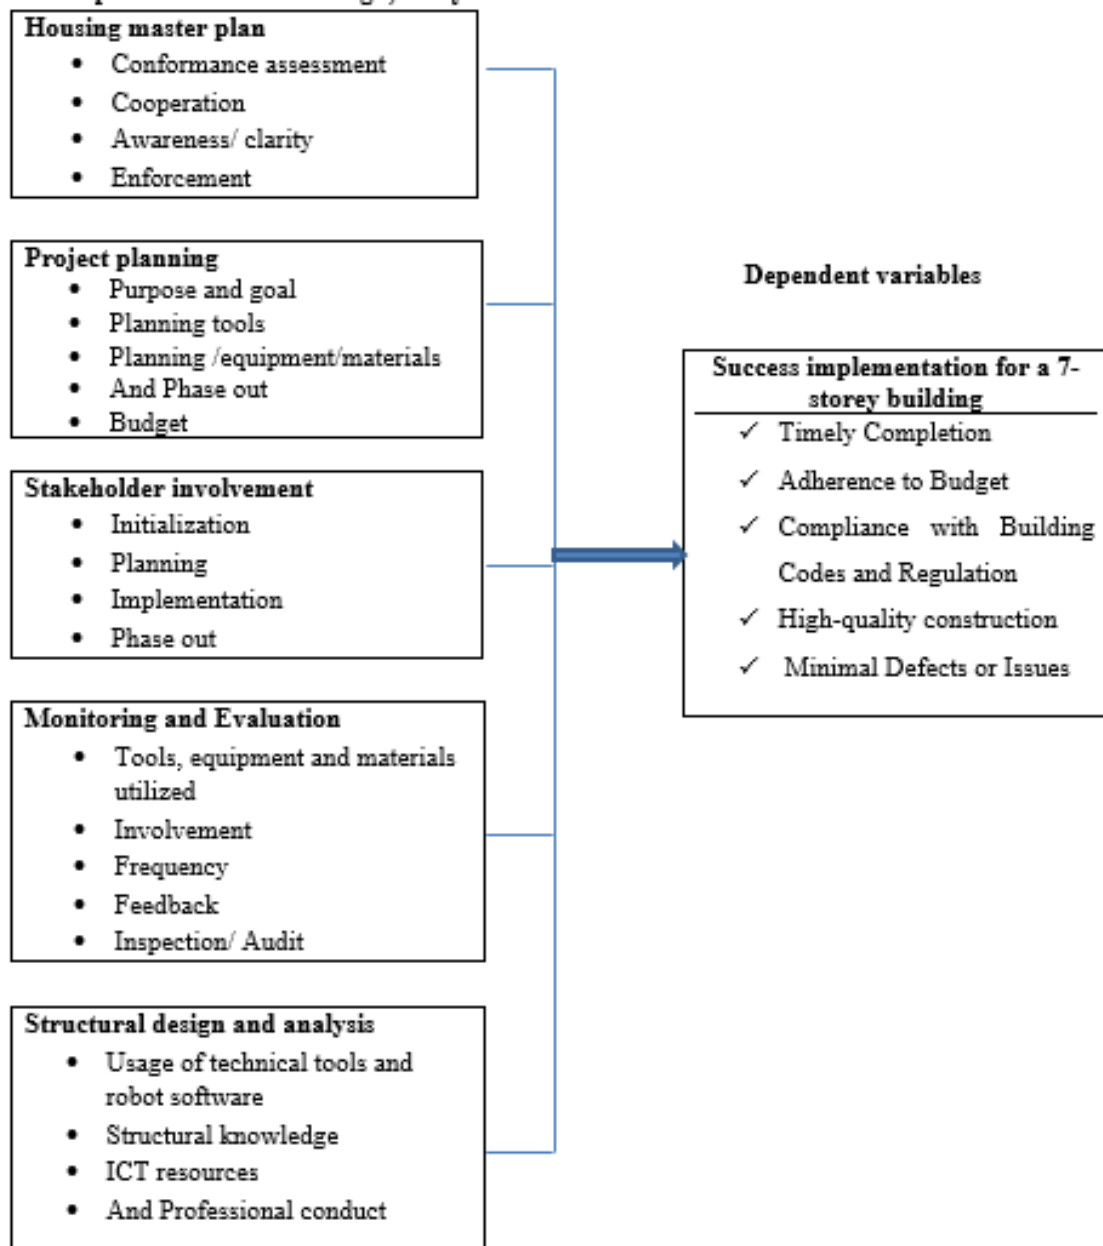 Housing master plan
• Conformance assessment
• Cooperation
• Awareness/ clarity
• Enforcement
Project planning
• Purpose and goal
• Planning tools
• Planning /equipment/materials
• And Phase out
• Budget
Stakeholder involvement
• Initialization
• Planning
• Implementation
• Phase out
Monitoring and Evaluation
• Tools, equipment and materials
utilized
• Involvement
• Frequency
• Feedback
• Inspection/ Audit
Structural design and analysis
• Usage of technical tools and
robot software
• Structural knowledge
• ICT resources
• And Professional conduct
Dependent variables
Success implementation for a 7-
storey building
✓ Timely Completion
✓ Adherence to Budget
✓ Compliance with Building
Codes and Regulation
✓ High-quality construction
✓ Minimal Defects or Issues